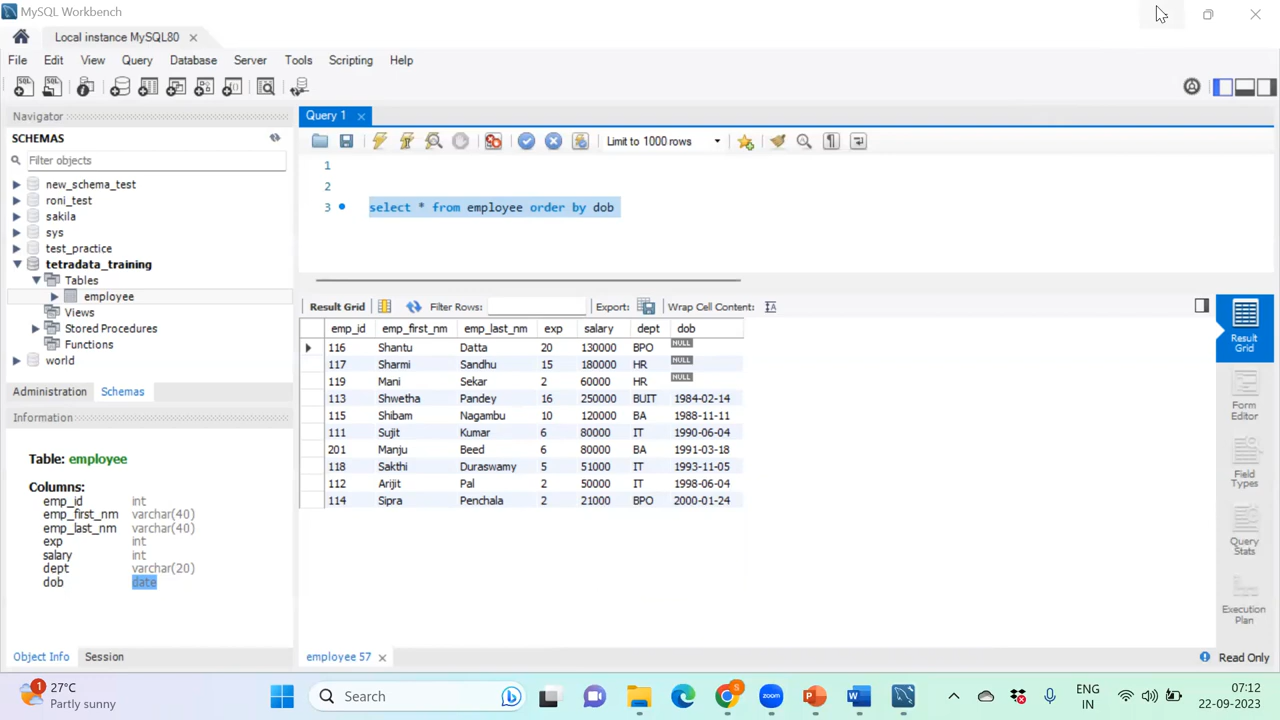 MySQL Workbench
Local instance MySQL80
File Edit View Query Database Server Tools Scripting Help
Navigator
SCHEMAS
Filter objects
new_schema_test
roni_test
sakila
sys
test_practice
tetradata_training
Tables
employee
Views
Stored Procedures
Functions
world
Administration Schemas
Information
Table: employee
Columns:
emp_id int
emp_first_nm varchar(40)
emp_last_nm varchar(40)
exp int
salary int
dept varchar(20)
dob date
Object Info Session
Query 1
Limit to 1000 rows
1
2
3 select * from employee order by dob
Result Grid Filter Rows: Export: Wrap Cell Content:
emp_id emp_first_nm emp_last_nm exp salary dept dob
116 Shantu Datta 20 130000 BPO NULL
117 Sharmi Sandhu 15 180000 HR NULL
119 Mani Sekar 2 60000 HR NULL
113 Shwetha Pandey 16 250000 BUIT 1984-02-14
115 Shibam Nagambu 10 120000 BA 1988-11-11
111 Sujit Kumar 6 80000 IT 1990-06-04
201 Manju Beed 6 80000 BA 1991-03-18
118 Sakthi Duraswamy 5 51000 IT 1993-11-05
112 Arijit Pal 2 50000 IT 1998-06-04
114 Sipra Penchala 2 21000 BPO 2000-01-24
Result
Grid
Form
Editor
Field
Types
Query
Stats
Execution
Plan
employee 57
Read Only
1
27°C
Partly sunny
Search
5
zoom
ENG
IN
07:12
22-09-2023